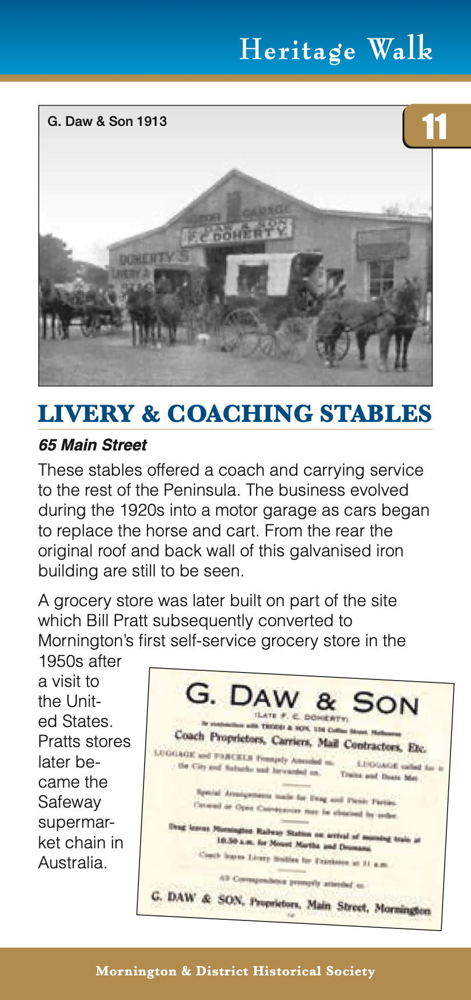 Heritage Walk
G. Daw & Son 1913
11
MOTOR GARAGE
G. DAW & SON
F. C. DOHERTY.
DOHERTY'S
LIVERY &
LIVERY & COACHING STABLES
65 Main Street
These stables offered a coach and carrying service
to the rest of the Peninsula. The business evolved
during the 1920s into a motor garage as cars began
to replace the horse and cart. From the rear the
original roof and back wall of this galvanised iron
building are still to be seen.
A grocery store was later built on part of the site
which Bill Pratt subsequently converted to
Mornington's first self-service grocery store in the
1950s after
a visit to
the Unit-
ed States.
Pratts stores
later be-
came the
Safeway
supermar-
ket chain in
Australia.
G. DAW & SON
(LATE F. C. DOHERTY)
In conjunction with TRODD & SON, Collins Street, Melbourne
Coach Proprietors, Carriers, Mail Contractors, Etc.
LUGGAGE and PARCELS Promptly Attended to. LUGGAGE called for in
the City and Suburbs and forwarded on. Trains and Boats Met
Special Arrangements made for Drag and Picnic Parties.
Covered or Open Conveyances may be obtained by order.
Drag leaves Mornington Railway Station on arrival of morning train at
10.50 a.m. for Mount Martha and Dromana.
Coach leaves Livery Stables for Frankston at 11 a.m.
All Correspondence promptly attended to
G. DAW & SON, Proprietors, Main Street, Mornington
Mornington & District Historical Society